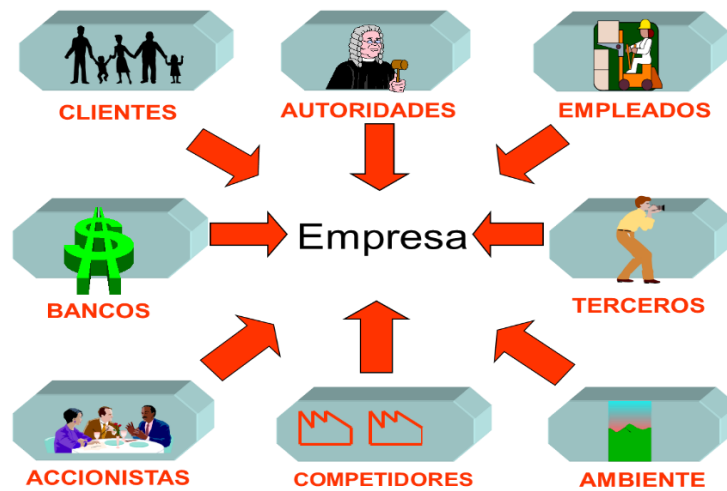 CLIENTES
AUTORIDADES
EMPLEADOS
BANCOS
Empresa
TERCEROS
ACCIONISTAS
COMPETIDORES
AMBIENTE